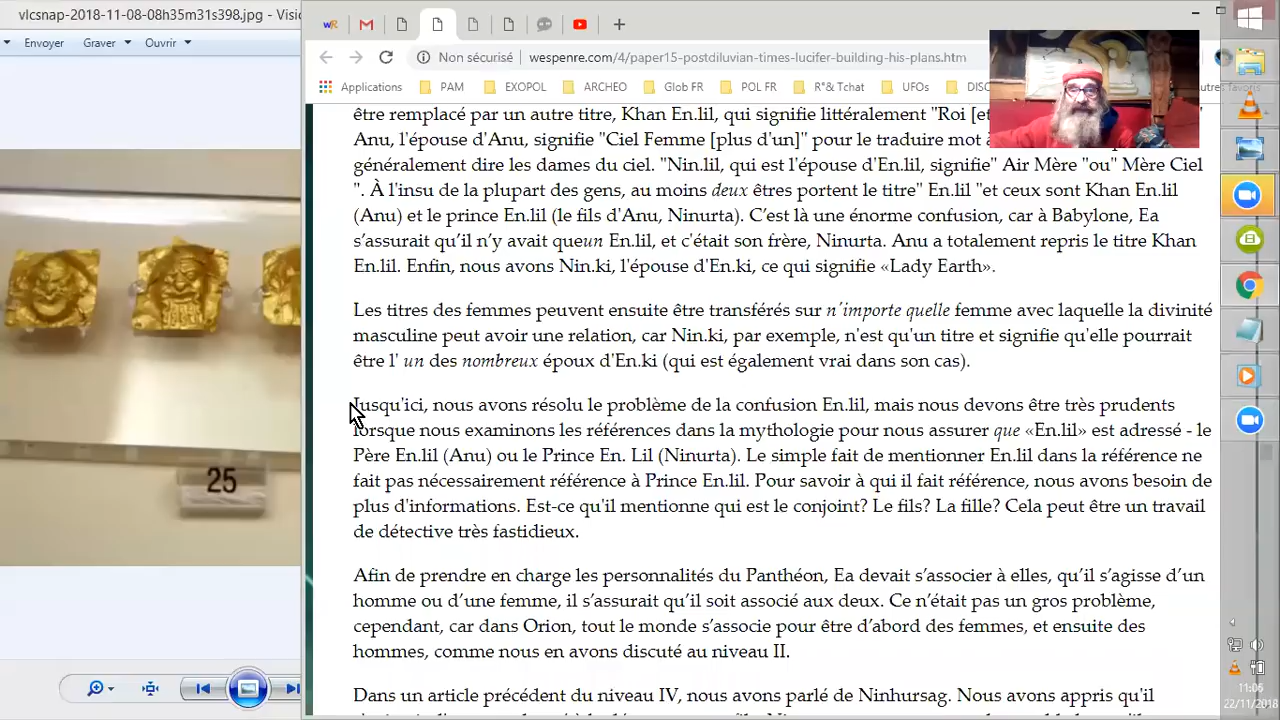 vlcsnap-2018-11-08-08h35m31s398.jpg - Visio
Envoyer Graver Ouvrir
25
wR
Non sécurisé wespenre.com/4/paper15-postdiluvian-times-lucifer-building-his-plans.htm
Applications PAM EXOPOL ARCHEO Glob FR POL FR R*& Tchat UFOs
être remplacé par un autre titre, Khan En.lil, qui signifie littéralement "Roi [et
Anu, l'épouse d'Anu, signifie "Ciel Femme [plus d'un]" pour le traduire mot
généralement dire les dames du ciel. "Nin.lil, qui est l'épouse d'En.lil, signifie" Air Mère "ou" Mère Ciel
". À l'insu de la plupart des gens, au moins deux êtres portent le titre" En.lil "et ceux sont Khan En.lil
(Anu) et le prince En.lil (le fils d'Anu, Ninurta). C’est là une énorme confusion, car à Babylone, Ea
s’assurait qu’il n’y avait queun En.lil, et c'était son frère, Ninurta. Anu a totalement repris le titre Khan
En.lil. Enfin, nous avons Nin.ki, l'épouse d'En.ki, ce qui signifie «Lady Earth».
Les titres des femmes peuvent ensuite être transférés sur n’importe quelle femme avec laquelle la divinité
masculine peut avoir une relation, car Nin.ki, par exemple, n'est qu'un titre et signifie qu'elle pourrait
être l' un des nombreux époux d'En.ki (qui est également vrai dans son cas).
Jusqu'ici, nous avons résolu le problème de la confusion En.lil, mais nous devons être très prudents
lorsque nous examinons les références dans la mythologie pour nous assurer que «En.lil» est adressé - le
Père En.lil (Anu) ou le Prince En. Lil (Ninurta). Le simple fait de mentionner En.lil dans la référence ne
fait pas nécessairement référence à Prince En.lil. Pour savoir à qui il fait référence, nous avons besoin de
plus d'informations. Est-ce qu'il mentionne qui est le conjoint? Le fils? La fille? Cela peut être un travail
de détective très fastidieux.
Afin de prendre en charge les personnalités du Panthéon, Ea devait s’associer à elles, qu’il s’agisse d’un
homme ou d’une femme, il s’assurait qu’il soit associé aux deux. Ce n’était pas un gros problème,
cependant, car dans Orion, tout le monde s’associe pour être d’abord des femmes, et ensuite des
hommes, comme nous en avons discuté au niveau II.
Dans un article précédent du niveau IV, nous avons parlé de Ninhursag. Nous avons appris qu'il
11:06
22/11/2018